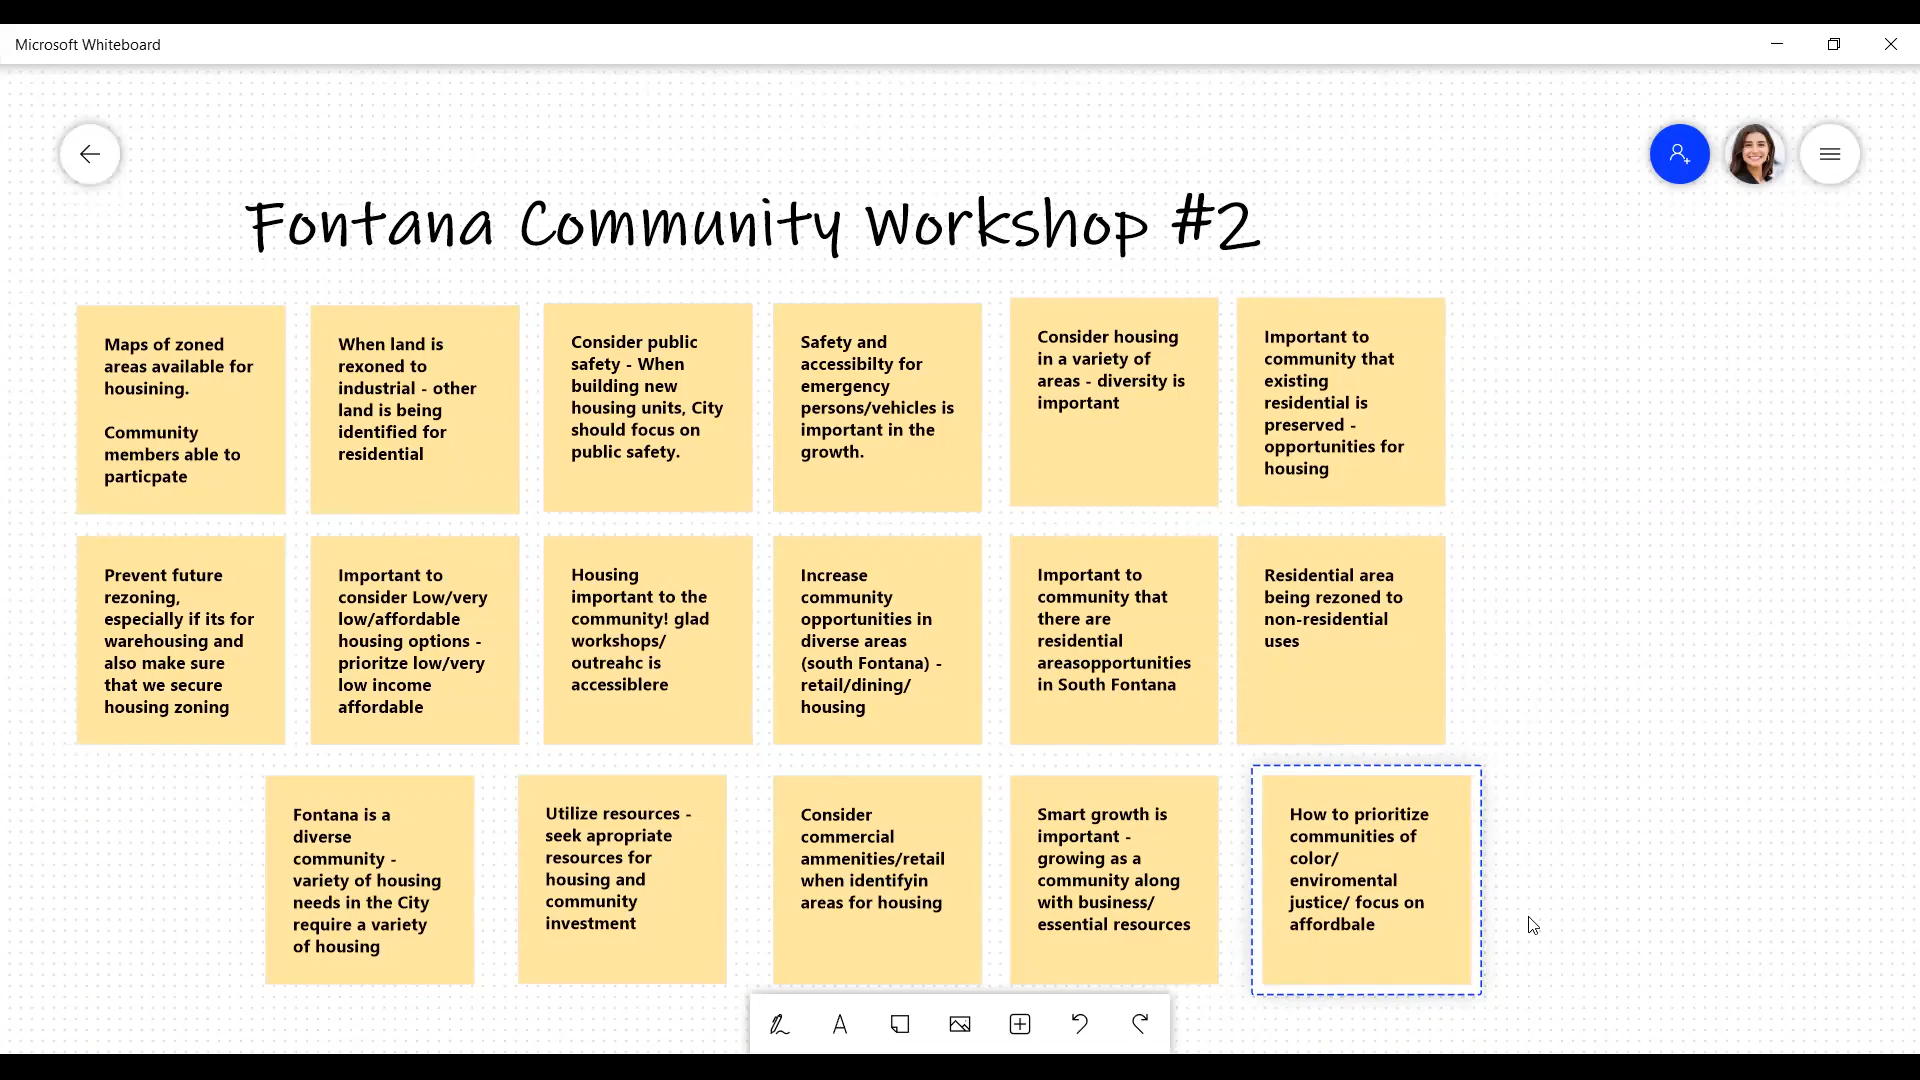 Microsoft Whiteboard
Fontana Community Workshop #2
Maps of zoned
areas available for
housining.
Community
members able to
particpate
When land is
rexoned to
industrial - other
land is being
identified for
residential
Consider public
safety - When
building new
housing units, City
should focus on
public safety.
Safety and
accessibilty for
emergency
persons/vehicles is
important in the
growth.
Consider housing
in a variety of
areas - diversity is
important
Important to
community that
existing
residential is
preserved -
opportunities for
housing
Prevent future
rezoning,
especially if its for
warehousing and
also make sure
that we secure
housing zoning
Important to
consider Low/very
low/affordable
housing options -
prioritze low/very
low income
affordable
Housing
important to the
community! glad
workshops/
outreahc is
accessiblere
Increase
community
opportunities in
diverse areas
(south Fontana) -
retail/dining/
housing
Important to
community that
there are
residential
areasopportunities
in South Fontana
Residential area
being rezoned to
non-residential
uses
Fontana is a
diverse
community -
variety of housing
needs in the City
require a variety
of housing
Utilize resources -
seek apropriate
resources for
housing and
community
investment
Consider
commercial
ammenities/retail
when identifyin
areas for housing
Smart growth is
important -
growing as a
community along
with business/
essential resources
How to prioritize
communities of
color/
enviromental
justice/ focus on
affordbale